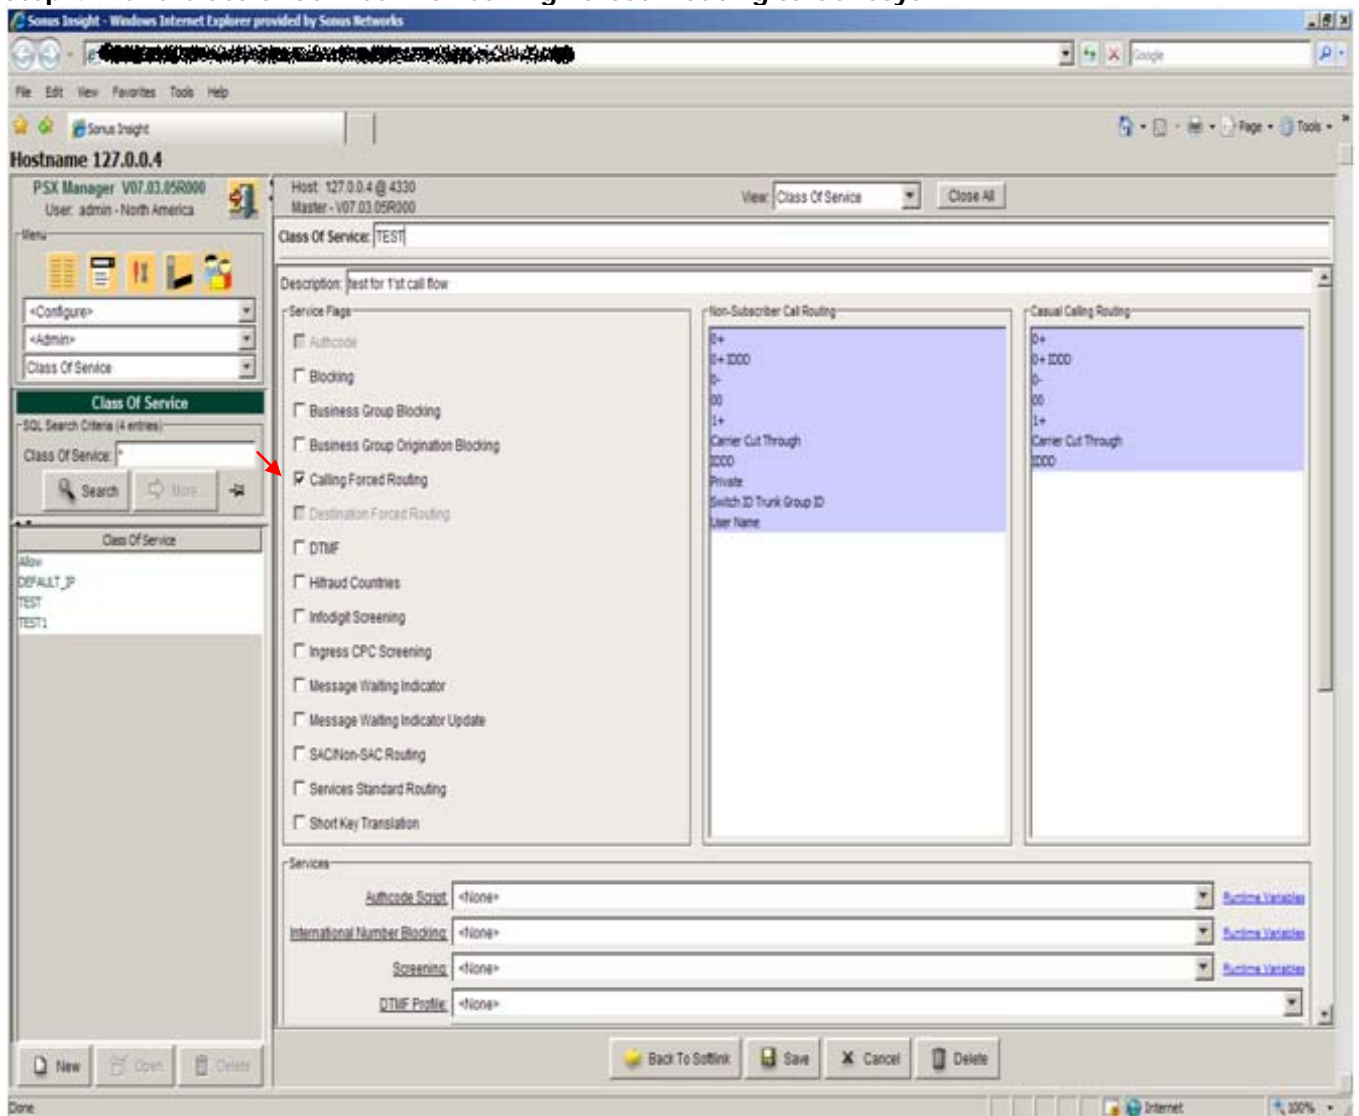 Sonus Insight - Windows Internet Explorer provided by Sonus Networks
Google
File Edit View Favorites Tools Help
Sonus Insight
Page Tools
Hostname 127.0.0.4
PSX Manager V07.03.05R000
User: admin - North America
Host: 127.0.0.4 @ 4330
Master - V07.03.05R000
View: Class Of Service
Close All
Menu
Class Of Service: TEST
Description: test for 1'st call flow
<Configure>
<Admin>
Class Of Service
Class Of Service
SQL Search Criteria (4 entries)
Class Of Service: *
Search
More...
Class Of Service
Allow
DEFAULT_IP
TEST
TEST1
Service Flags
Authcode
Blocking
Business Group Blocking
Business Group Origination Blocking
Calling Forced Routing
Destination Forced Routing
DTMF
Hifraud Countries
Infodigit Screening
Ingress CPC Screening
Message Waiting Indicator
Message Waiting Indicator Update
SAC/Non-SAC Routing
Services Standard Routing
Short Key Translation
Non-Subscriber Call Routing
0+
0+ IDDD
0-
00
1+
Carrier Cut Through
IDDD
Private
Switch ID Trunk Group ID
User Name
Casual Calling Routing
0+
0+ IDDD
0-
00
1+
Carrier Cut Through
IDDD
Services
Authcode Script: <None> Runtime Variables
International Number Blocking: <None> Runtime Variables
Screening: <None> Runtime Variables
DTMF Profile: <None>
New Open Delete
Back To Softlink Save Cancel Delete
Done
Internet
100%